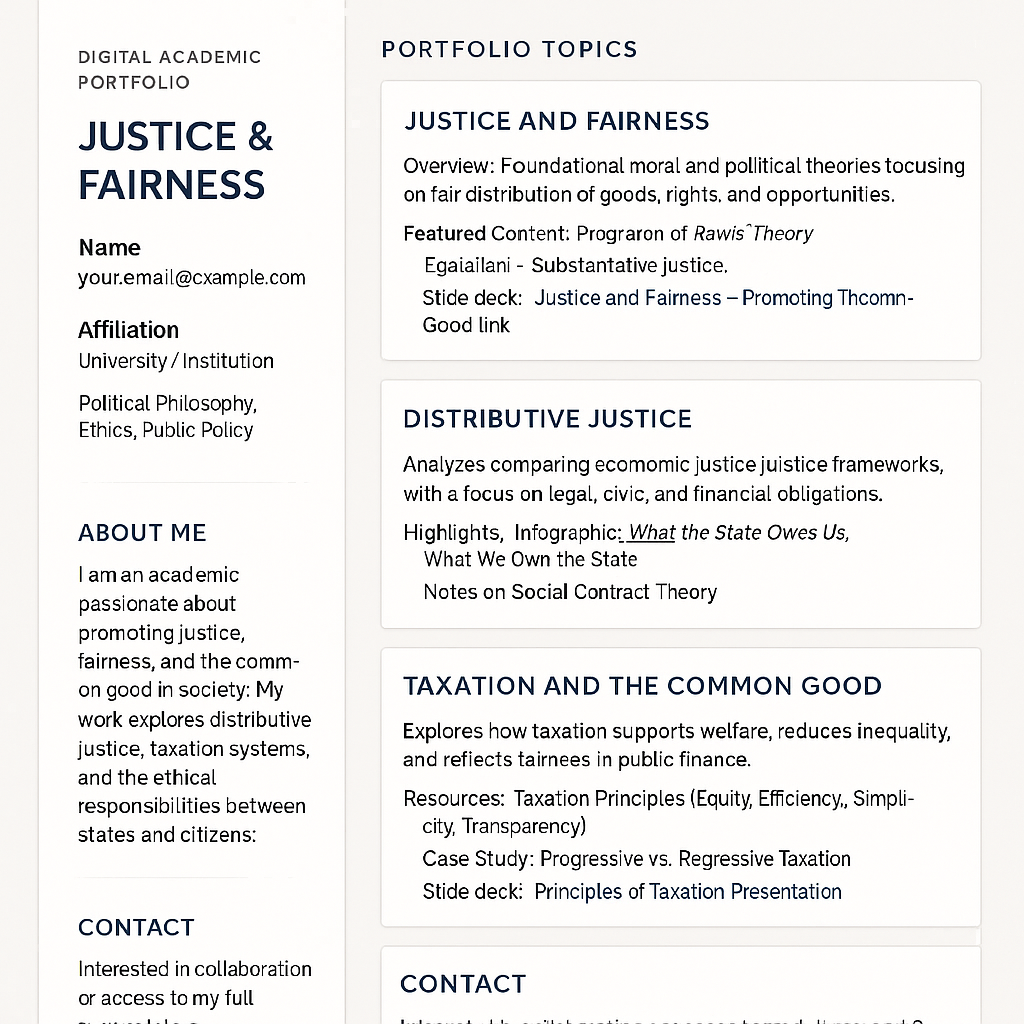 DIGITAL ACADEMIC
PORTFOLIO
JUSTICE &
FAIRNESS
Name
your.email@cxample.com
Affiliation
University / Institution
Political Philosophy,
Ethics, Public Policy
ABOUT ME
I am an academic
passionate about
promoting justice,
fairness, and the comm-
on good in society: My
work explores distributive
justice, taxation systems,
and the ethical
responsibilities between
states and citizens:
CONTACT
Interested in collaboration
or access to my full
PORTFOLIO TOPICS
JUSTICE AND FAIRNESS
Overview: Foundational moral and pollitical theories tocusing
on fair distribution of goods, rights. and opportunities.
Featured Content: Prograron of Rawis^Theory
Egaiailani - Substantative justice.
Stide deck: Justice and Fairness – Promoting Thcomn-
Good link
DISTRIBUTIVE JUSTICE
Analyzes comparing ecomomic justice juistice frameworks,
with a focus on legal, civic, and financial obligations.
Highlights, Infographic: What the State Owes Us,
What We Own the State
Notes on Social Contract Theory
TAXATION AND THE COMMON GOOD
Explores how taxation supports welfare, reduces inequality,
and refiects tairnees in public finance.
Resources: Taxation Principles (Equity, Efficiency,, Simpli-
city, Transparency)
Case Study: Progressive vs. Regressive Taxation
Stide deck: Principles of Taxation Presentation
CONTACT